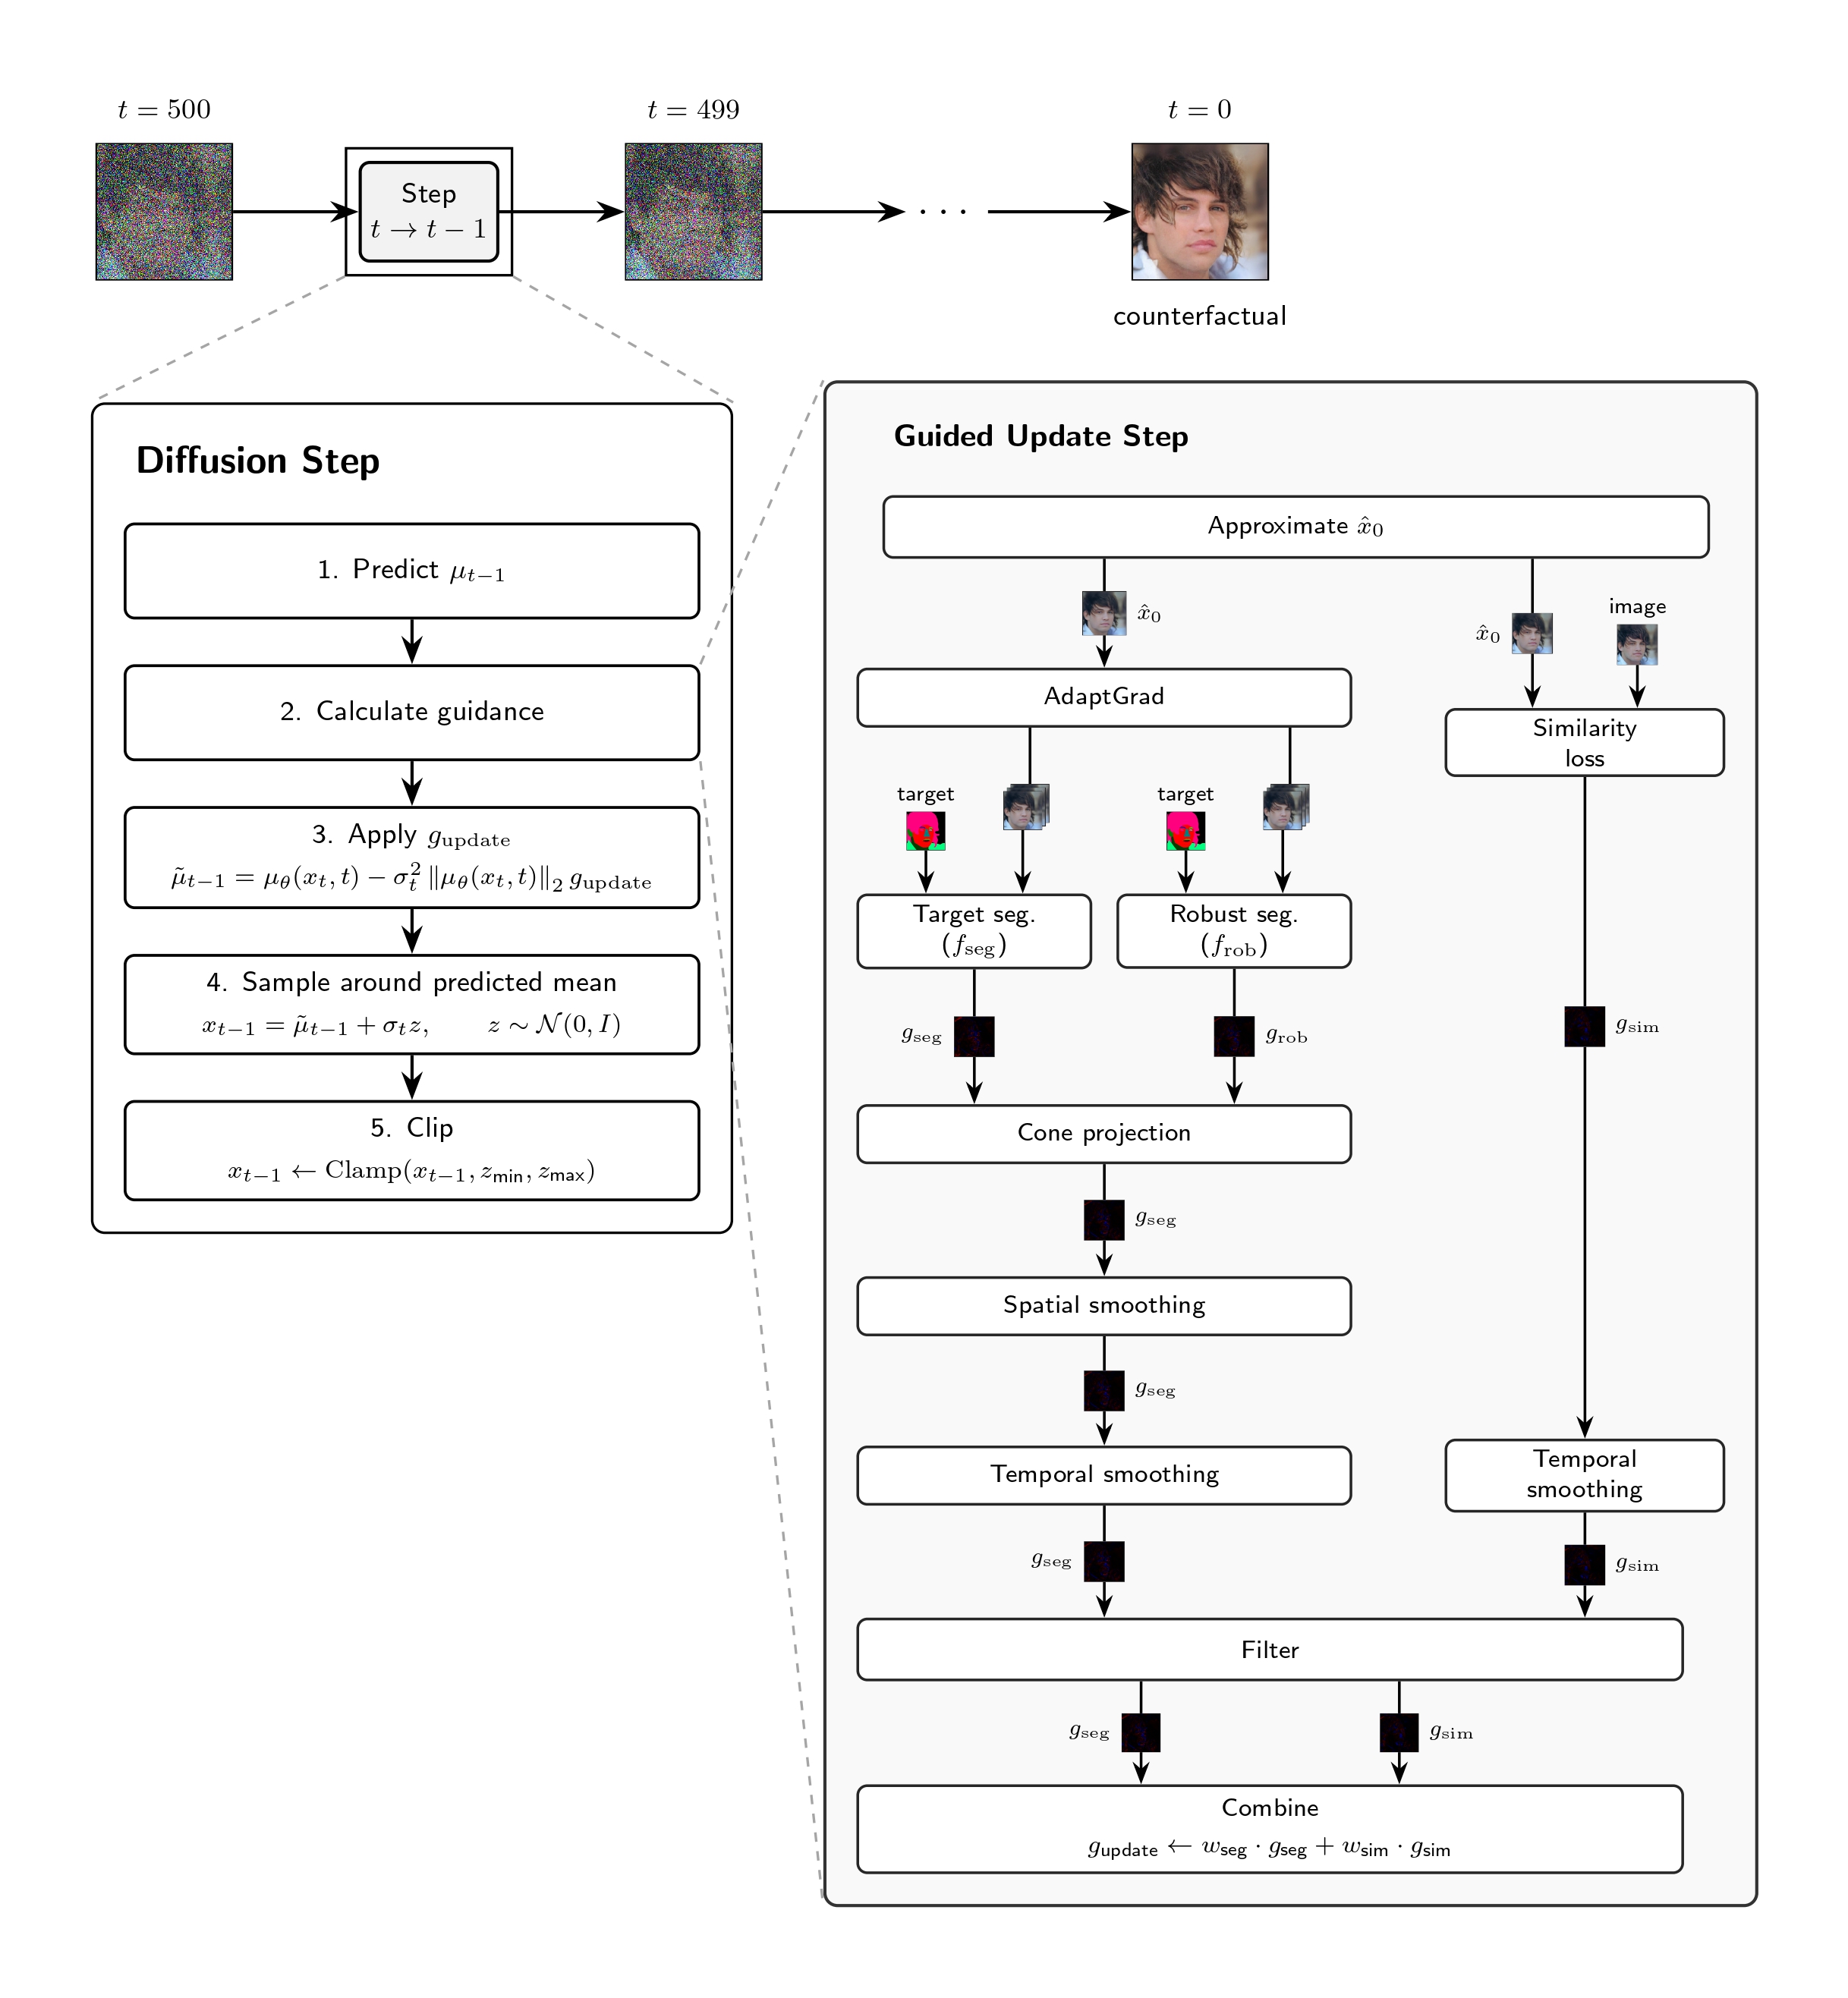 t = 500
t = 499
t = 0
Step
t → t − 1
counterfactual
Diffusion Step
1. Predict μ_{t−1}
2. Calculate guidance
3. Apply g_update
μ̃_{t−1} = μ_θ(x_t, t) − σ_t^2 ‖μ_θ(x_t, t)‖_2 g_update
4. Sample around predicted mean
x_{t−1} = μ̃_{t−1} + σ_t z, z ∼ 𝒩(0, I)
5. Clip
x_{t−1} ← Clamp(x_{t−1}, z_min, z_max)
Guided Update Step
Approximate x̂_0
x̂_0
x̂_0
image
AdaptGrad
Similarity
loss
target
target
Target seg.
(f_seg)
Robust seg.
(f_rob)
g_seg
g_rob
g_sim
Cone projection
g_seg
Spatial smoothing
g_seg
Temporal smoothing
Temporal
smoothing
g_seg
g_sim
Filter
g_seg
g_sim
Combine
g_update ← w_seg · g_seg + w_sim · g_sim